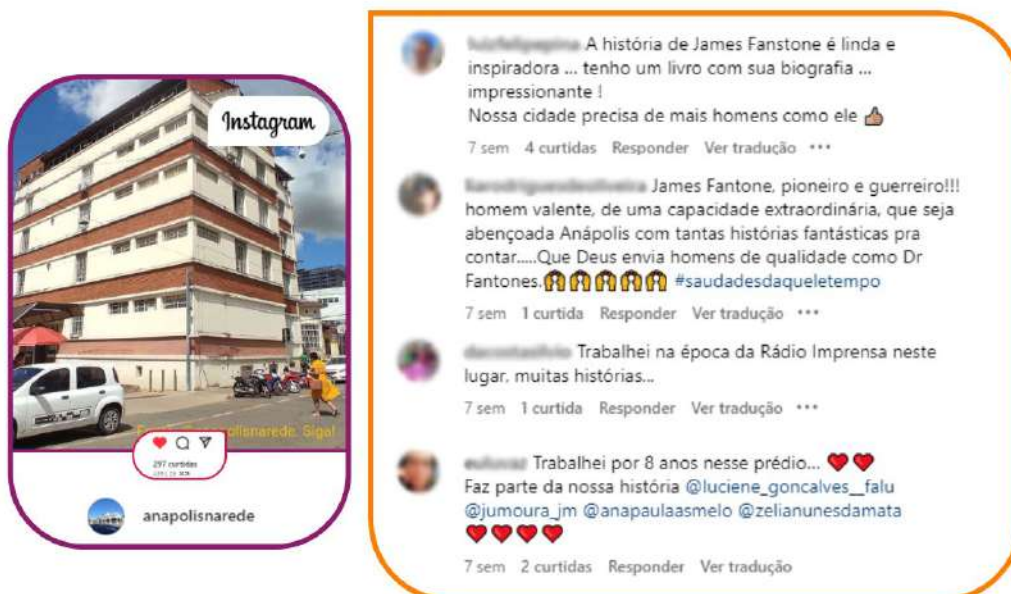 Instagram
Siga!
297 curtidas
anapolisnarede
A história de James Fanstone é linda e
inspiradora ... tenho um livro com sua biografia ...
impressionante !
Nossa cidade precisa de mais homens como ele 👍🏽
7 sem 4 curtidas Responder Ver tradução •••
James Fantone, pioneiro e guerreiro!!!
homem valente, de uma capacidade extraordinária, que seja
abençoada Anápolis com tantas histórias fantásticas pra
contar.....Que Deus envia homens de qualidade como Dr
Fantones.🙆🙆🙆🙆🙆 #saudadesdaqueletempo
7 sem 1 curtida Responder Ver tradução •••
Trabalhei na época da Rádio Imprensa neste
lugar, muitas histórias...
7 sem 1 curtida Responder Ver tradução •••
Trabalhei por 8 anos nesse prédio... ❤️❤️
Faz parte da nossa história @luciene_goncalves__falu
@jumoura_jm @anapaulaasmelo @zelianunesdamata
❤️❤️❤️❤️
7 sem 2 curtidas Responder Ver tradução